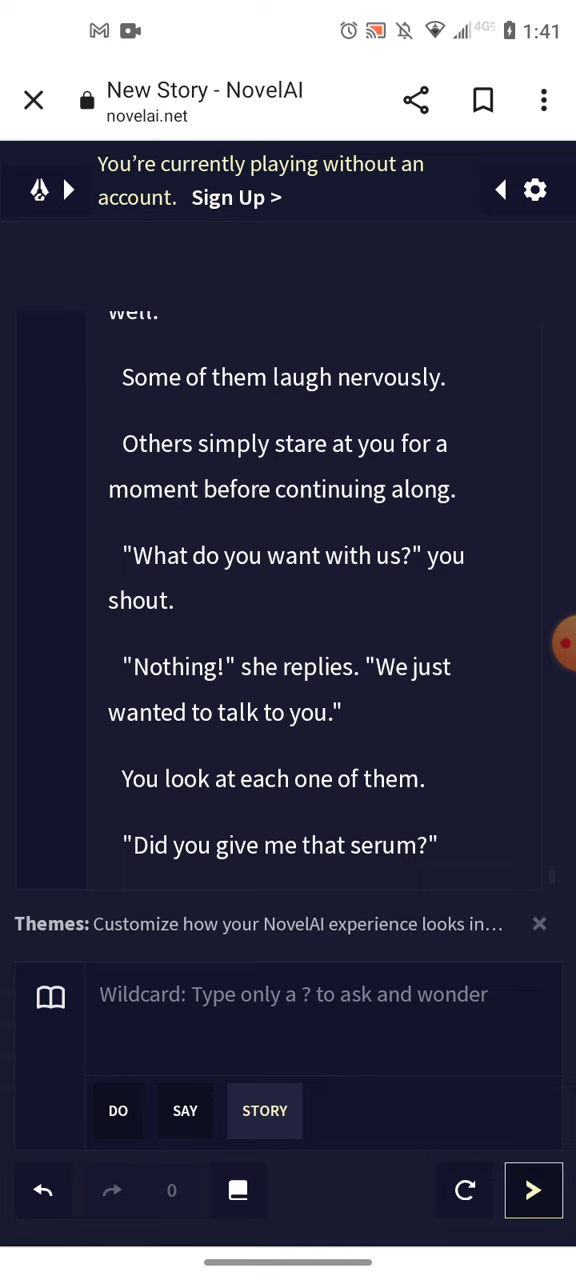 4G 1:41
New Story - NovelAI
novelai.net
You're currently playing without an
account. Sign Up >
well.
Some of them laugh nervously.
Others simply stare at you for a
moment before continuing along.
"What do you want with us?" you
shout.
"Nothing!" she replies. "We just
wanted to talk to you."
You look at each one of them.
"Did you give me that serum?"
Themes: Customize how your NovelAI experience looks in...
Wildcard: Type only a ? to ask and wonder
DO SAY STORY
0